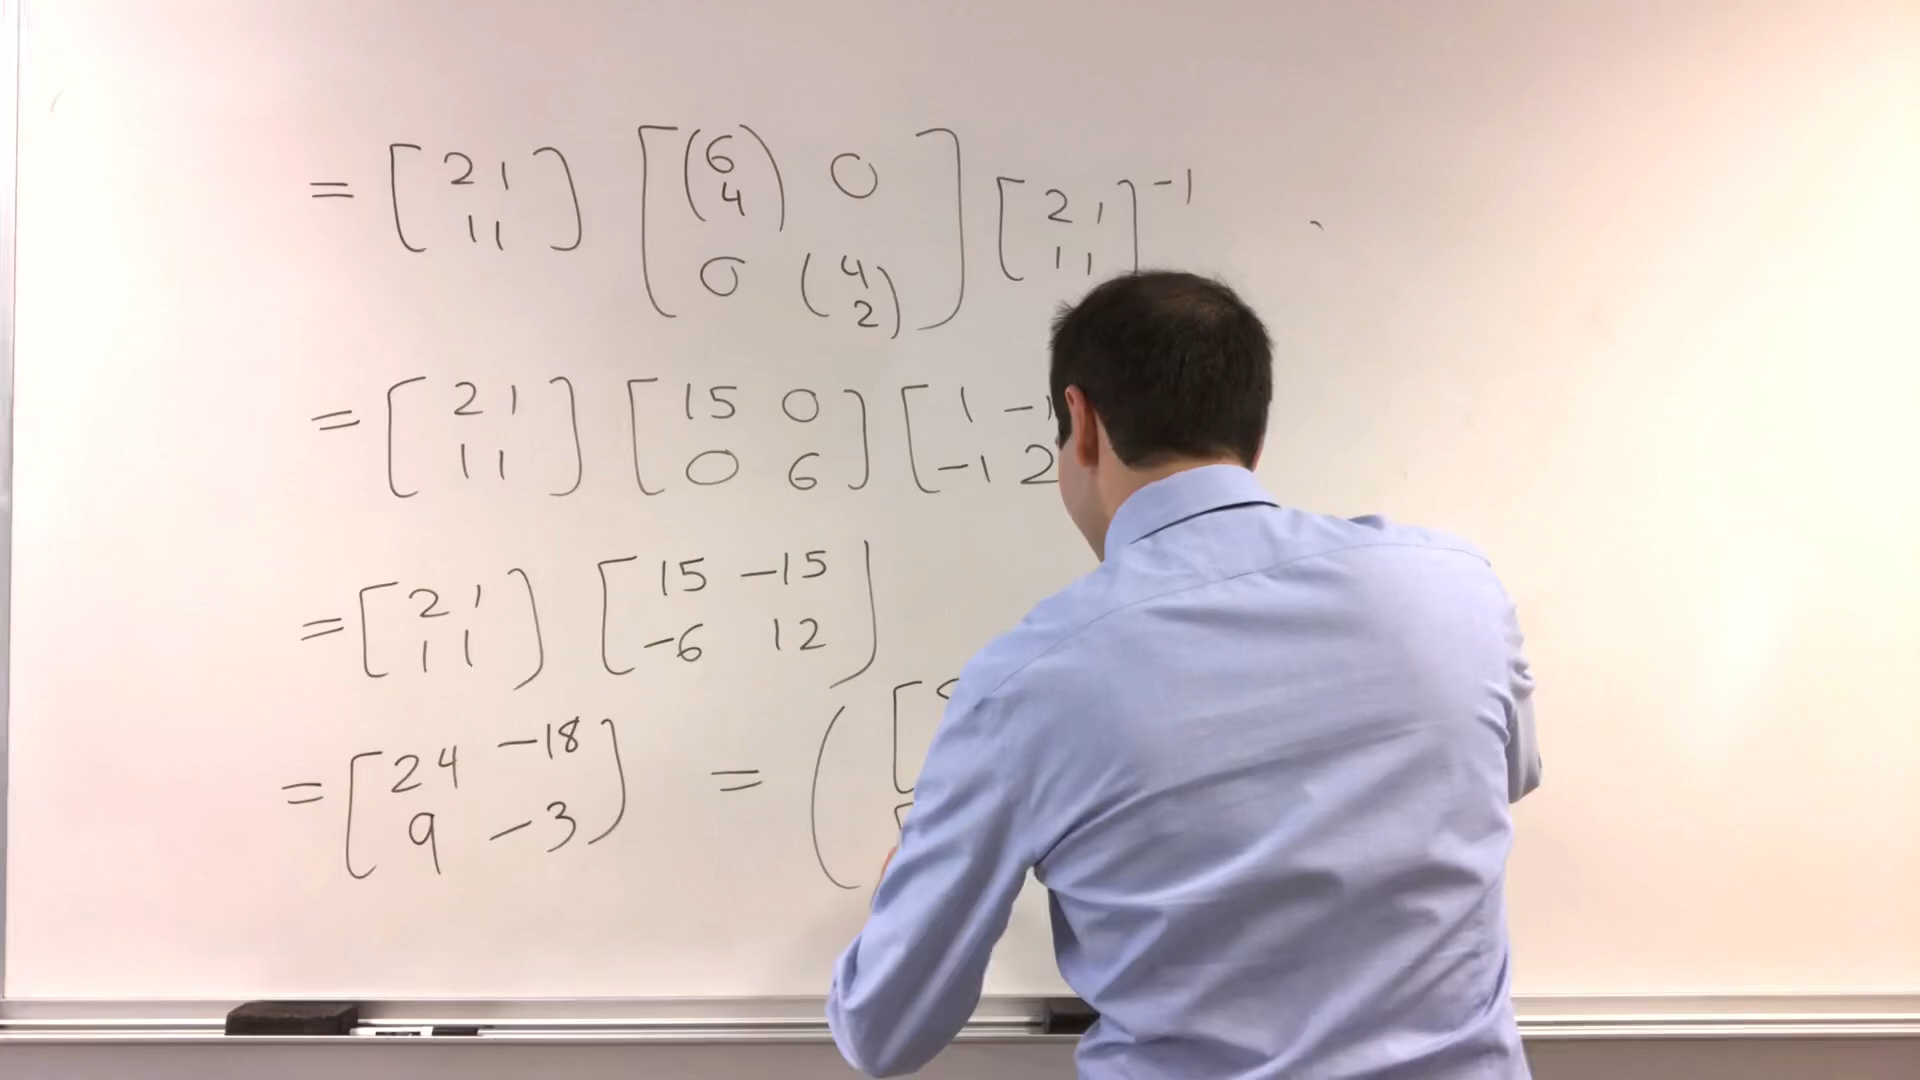 = [2 1 [(6 0 [2 1]⁻¹
1 1] 4)
0 (4 1 1
2)]
= [2 1 [15 0 [1 -1
1 1] 0 6] -1 2
= [2 1 [15 -15
1 1] -6 12]
= [24 -18 = ( [
9 -3] [